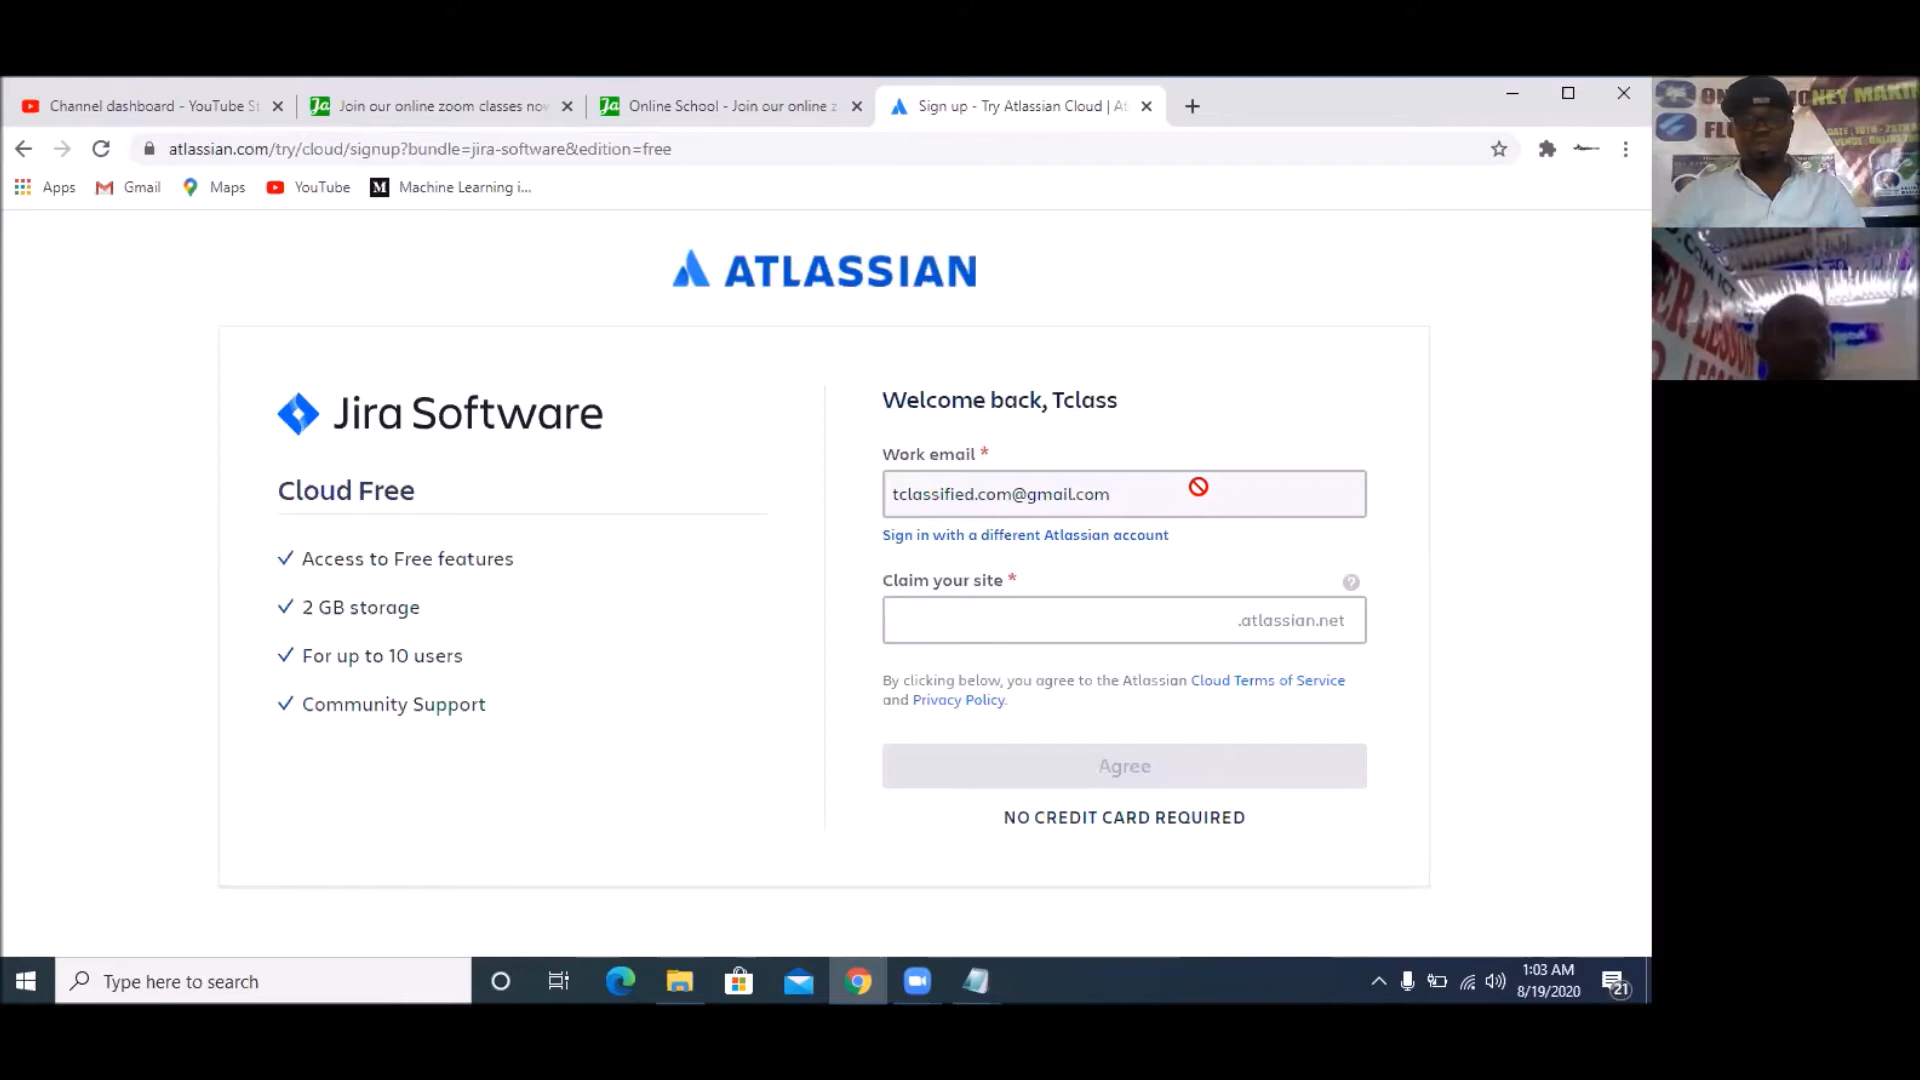 Channel dashboard - YouTube St
Join our online zoom classes now
Online School - Join our online z
Sign up - Try Atlassian Cloud | At
atlassian.com/try/cloud/signup?bundle=jira-software&edition=free
Apps
Gmail
Maps
YouTube
M
Machine Learning i...
ATLASSIAN
Jira Software
Cloud Free
Access to Free features
2 GB storage
For up to 10 users
Community Support
Welcome back, Tclass
Work email *
tclassified.com@gmail.com
Sign in with a different Atlassian account
Claim your site *
?
.atlassian.net
By clicking below, you agree to the Atlassian Cloud Terms of Service
and Privacy Policy.
Agree
NO CREDIT CARD REQUIRED
Type here to search
1:03 AM
8/19/2020
21
NEY MAKIN